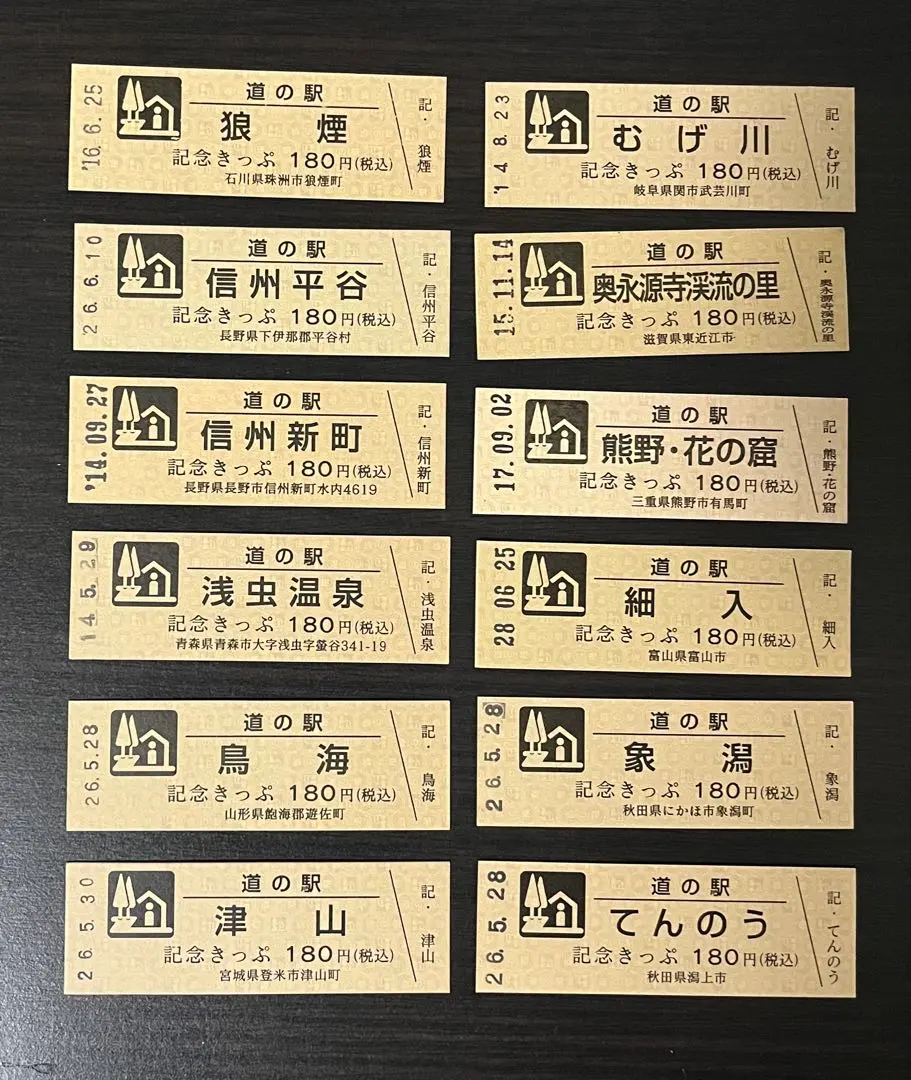 '16.6.25
道の駅
狼煙
記念きっぷ 180円(税込)
石川県珠洲市狼煙町
記・狼煙
'14 8.23
道の駅
むげ川
記念きっぷ 180円(税込)
岐阜県関市武芸川町
記・むげ川
26.6.10
道の駅
信州平谷
記念きっぷ 180円(税込)
長野県下伊那郡平谷村
記・信州平谷
15.11.14
道の駅
奥永源寺渓流の里
記念きっぷ 180円(税込)
滋賀県東近江市
記・奥永源寺渓流の里
'14.09.27
道の駅
信州新町
記念きっぷ 180円(税込)
長野県長野市信州新町水内4619
記・信州新町
17.09.02
道の駅
熊野・花の窟
記念きっぷ 180円(税込)
三重県熊野市有馬町
記・熊野・花の窟
14.5.29
道の駅
浅虫温泉
記念きっぷ 180円(税込)
青森県青森市大字浅虫字螢谷341-19
記・浅虫温泉
28 06 25
道の駅
細入
記念きっぷ 180円(税込)
富山県富山市
記・細入
26.5.28
道の駅
鳥海
記念きっぷ 180円(税込)
山形県飽海郡遊佐町
記・鳥海
26.5.28
道の駅
象潟
記念きっぷ 180円(税込)
秋田県にかほ市象潟町
記・象潟
26.5.30
道の駅
津山
記念きっぷ 180円(税込)
宮城県登米市津山町
記・津山
26.5.28
道の駅
てんのう
記念きっぷ 180円(税込)
秋田県潟上市
記・てんのう